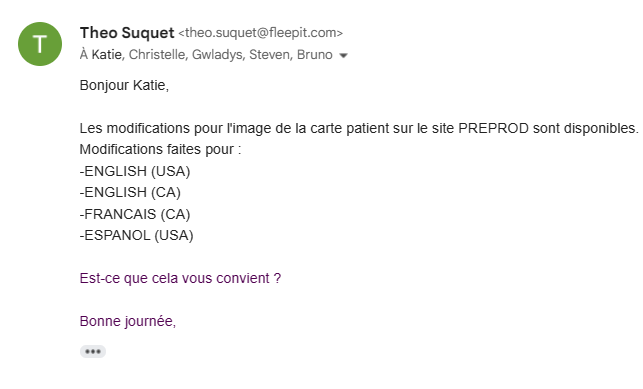 T
Theo Suquet <theo.suquet@fleepit.com>
À Katie, Christelle, Gwladys, Steven, Bruno
Bonjour Katie,
Les modifications pour l'image de la carte patient sur le site PREPROD sont disponibles.
Modifications faites pour :
-ENGLISH (USA)
-ENGLISH (CA)
-FRANCAIS (CA)
-ESPANOL (USA)
Est-ce que cela vous convient ?
Bonne journée,